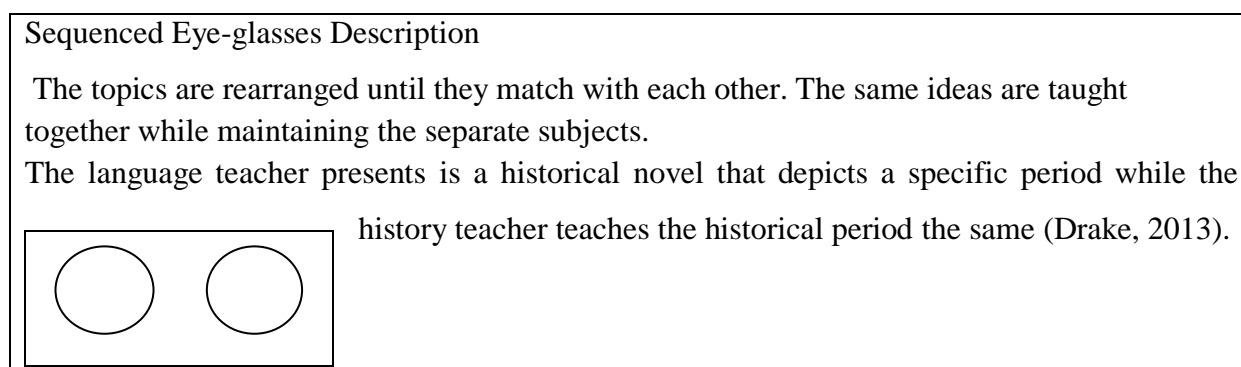 Sequenced Eye-glasses Description
The topics are rearranged until they match with each other. The same ideas are taught
together while maintaining the separate subjects.
The language teacher presents is a historical novel that depicts a specific period while the
history teacher teaches the historical period the same (Drake, 2013).